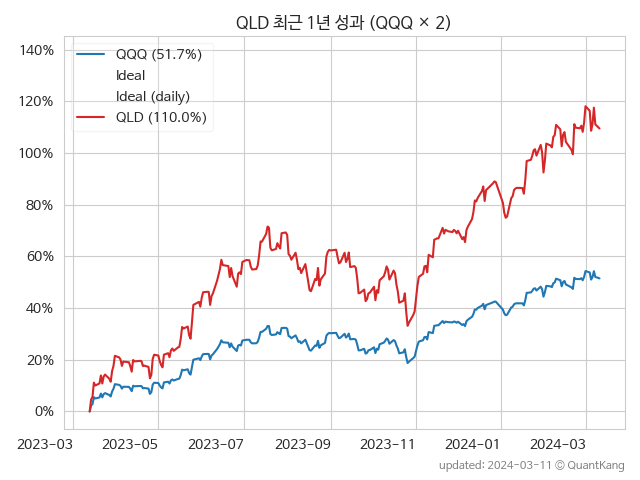 QLD 최근 1년 성과 (QQQ × 2)
140%
120%
100%
80%
60%
40%
20%
0%
QQQ (51.7%)
Ideal
Ideal (daily)
QLD (110.0%)
2023-03
2023-05
2023-07
2023-09
2023-11
2024-01
2024-03
updated: 2024-03-11 © QuantKang